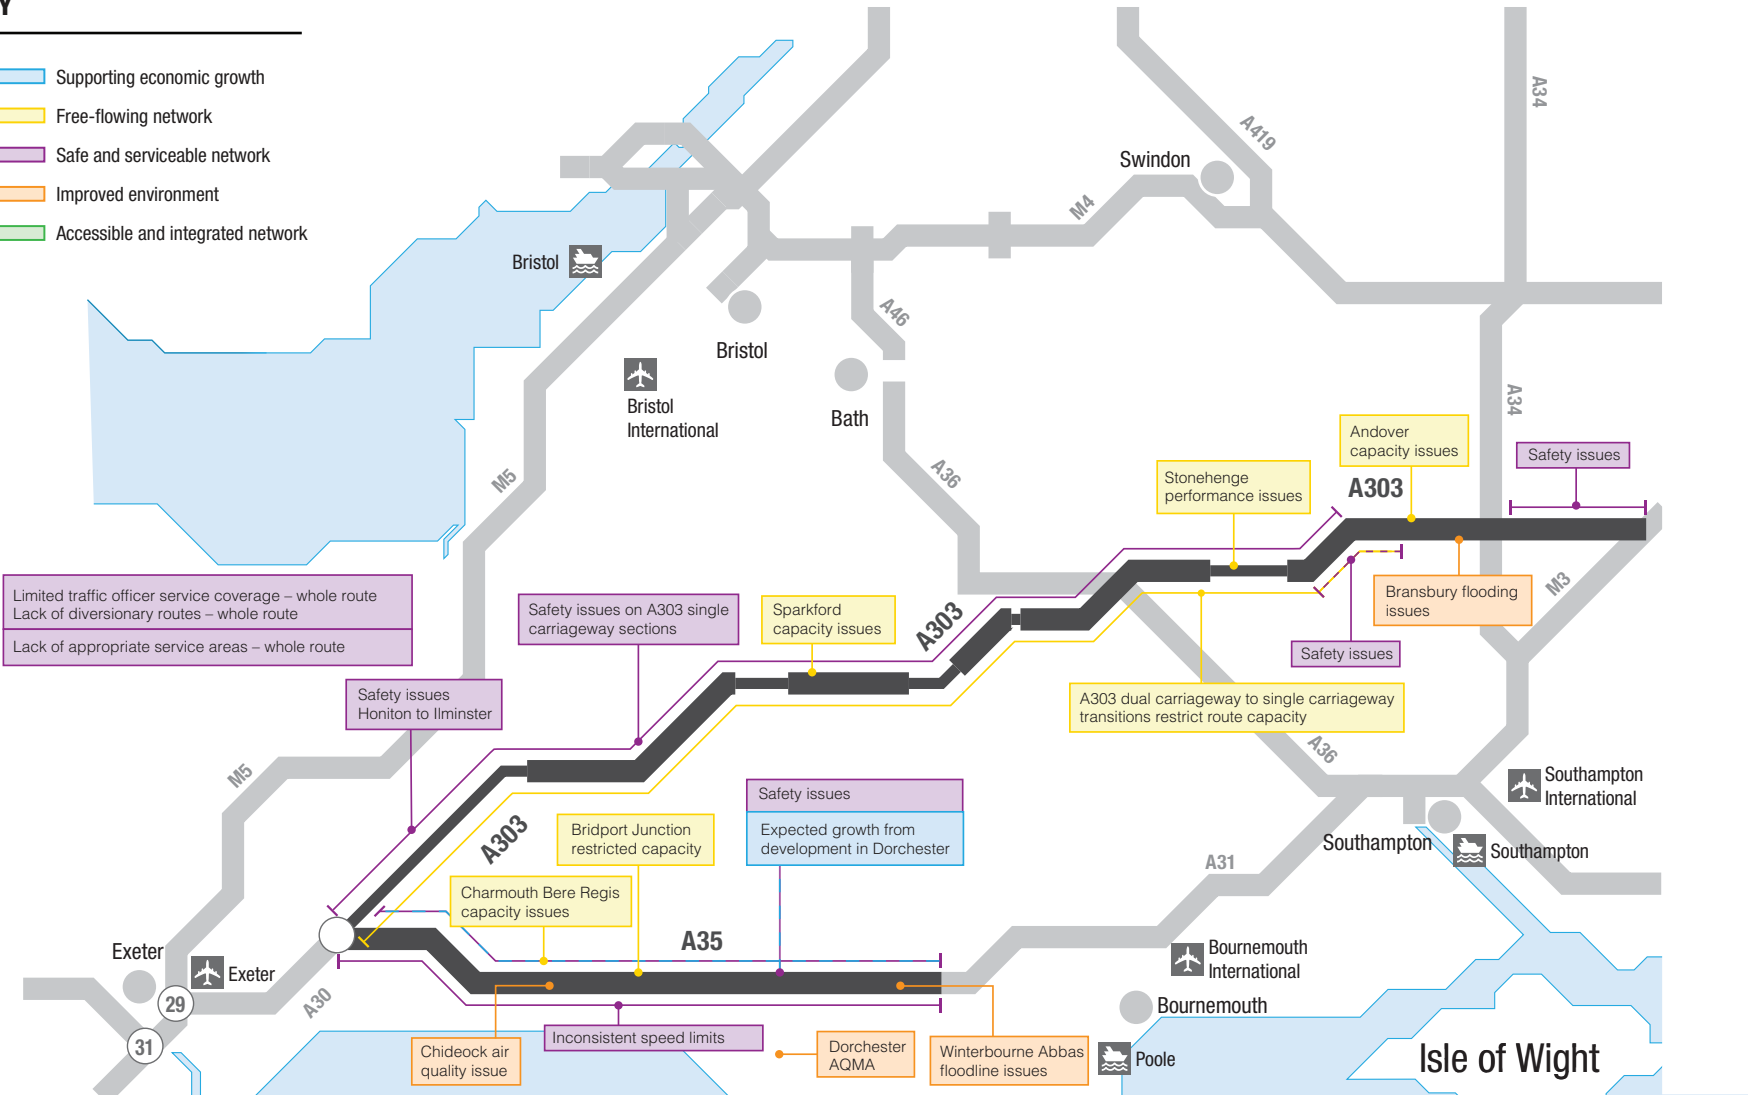 Y
Supporting economic growth
Free-flowing network
Safe and serviceable network
Improved environment
Accessible and integrated network
A34
A419
Swindon
M4
Bristol
A46
Bristol
Bath
Bristol
International
M5
A36
A34
Andover
capacity issues
Safety issues
Stonehenge
performance issues
A303
Limited traffic officer service coverage – whole route
Lack of diversionary routes – whole route
Lack of appropriate service areas – whole route
Safety issues on A303 single
carriageway sections
Sparkford
capacity issues
A303
Bransbury flooding
issues
M3
Safety issues
Safety issues
Honiton to Ilminster
A303 dual carriageway to single carriageway
transitions restrict route capacity
A36
M5
Southampton
International
Safety issues
Expected growth from
development in Dorchester
A303
Bridport Junction
restricted capacity
Southampton
Southampton
A31
Charmouth Bere Regis
capacity issues
A35
Exeter
Exeter
Bournemouth
International
29
A30
Bournemouth
31
Inconsistent speed limits
Chideock air
quality issue
Dorchester
AQMA
Winterbourne Abbas
floodline issues
Poole
Isle of Wight